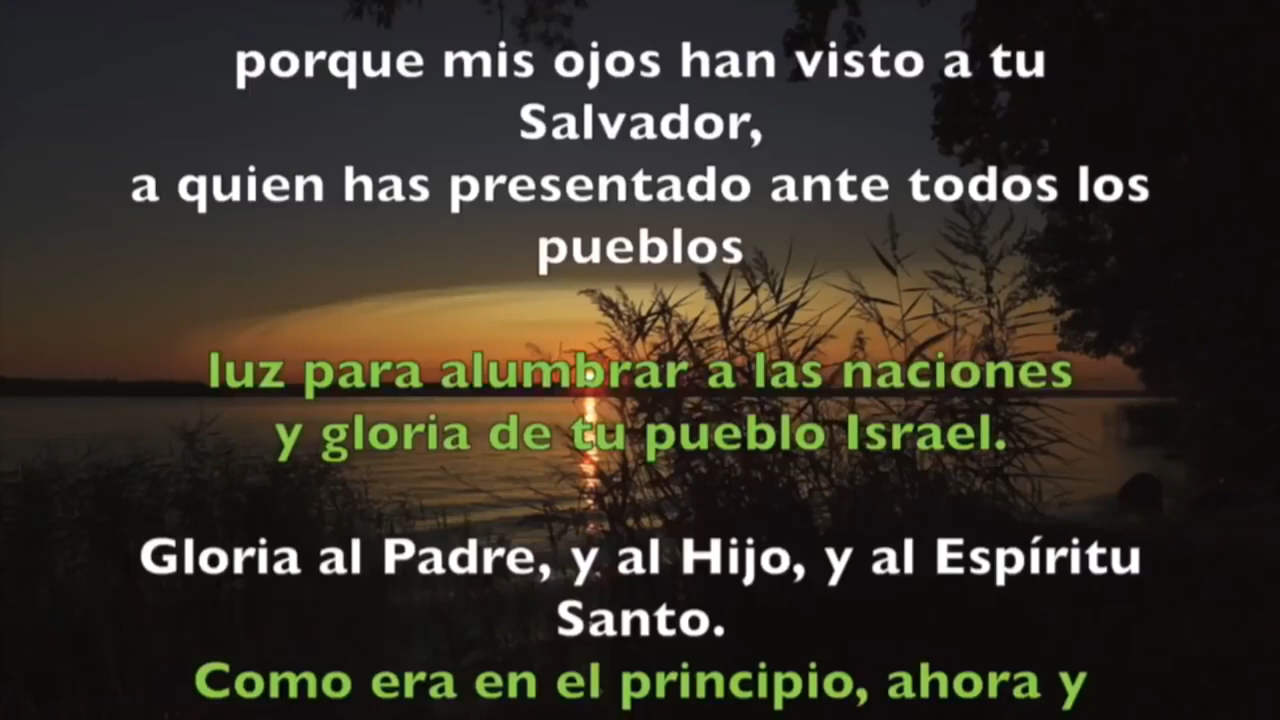 porque mis ojos han visto a tu
Salvador,
a quien has presentado ante todos los
pueblos
luz para alumbrar a las naciones
y gloria de tu pueblo Israel.
Gloria al Padre, y al Hijo, y al Espíritu
Santo.
Como era en el principio, ahora y